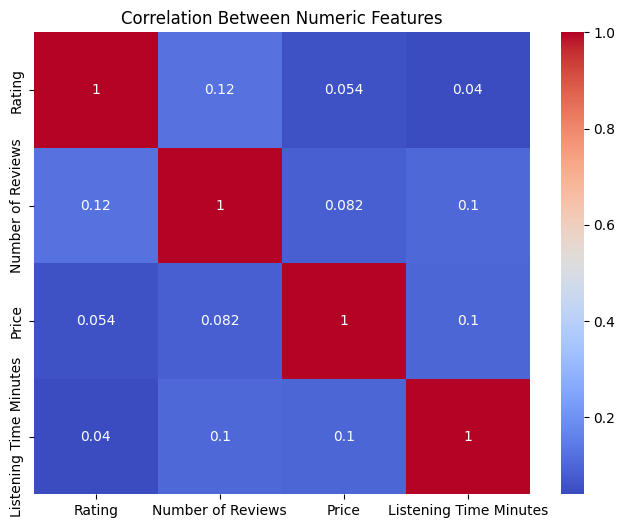 Correlation Between Numeric Features
Rating
1
0.12
0.054
0.04
Number of Reviews
0.12
1
0.082
0.1
Price
0.054
0.082
1
0.1
Listening Time Minutes
0.04
0.1
0.1
1
Rating
Number of Reviews
Price
Listening Time Minutes
1.0
0.8
0.6
0.4
0.2